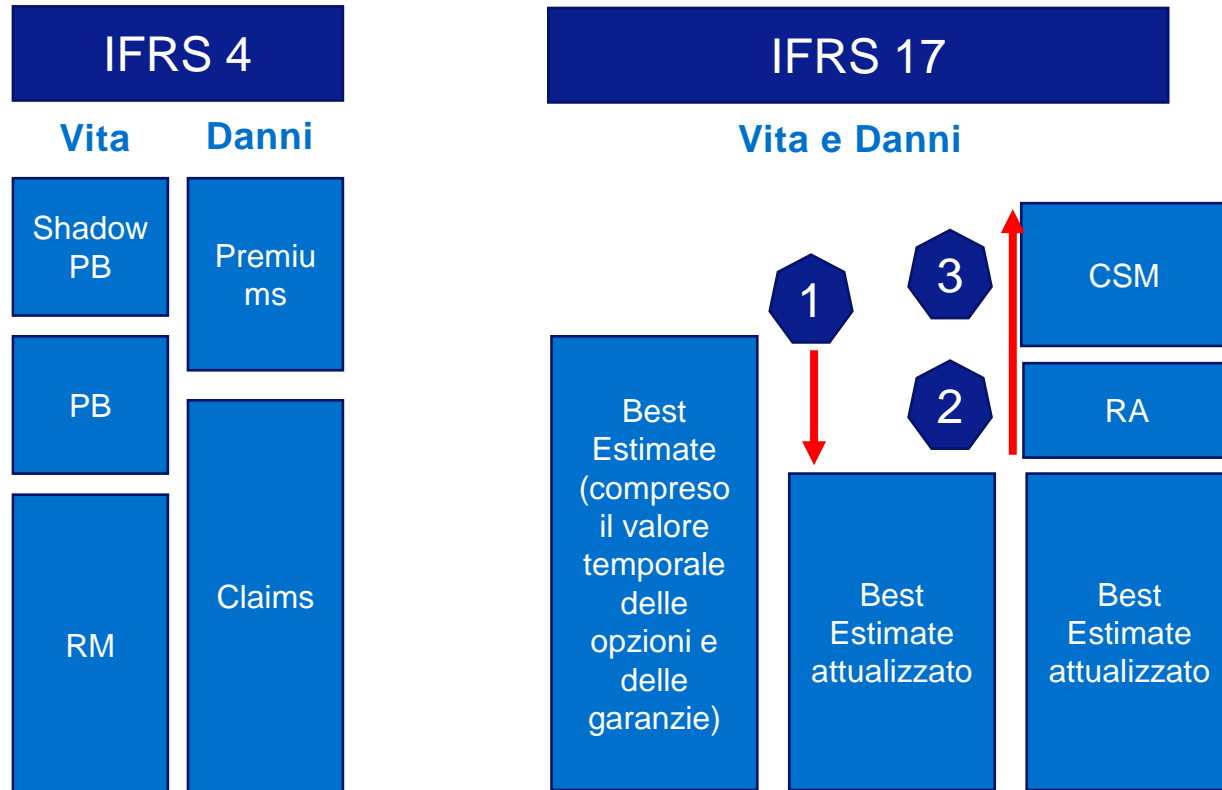 IFRS 4
IFRS 17
Vita
Danni
Vita e Danni
Shadow
PB
PB
RM
Premiu
ms
Claims
Best
Estimate
(compreso
il valore
temporale
delle
opzioni e
delle
garanzie)
1
Best
Estimate
attualizzato
3
2
CSM
RA
Best
Estimate
attualizzato